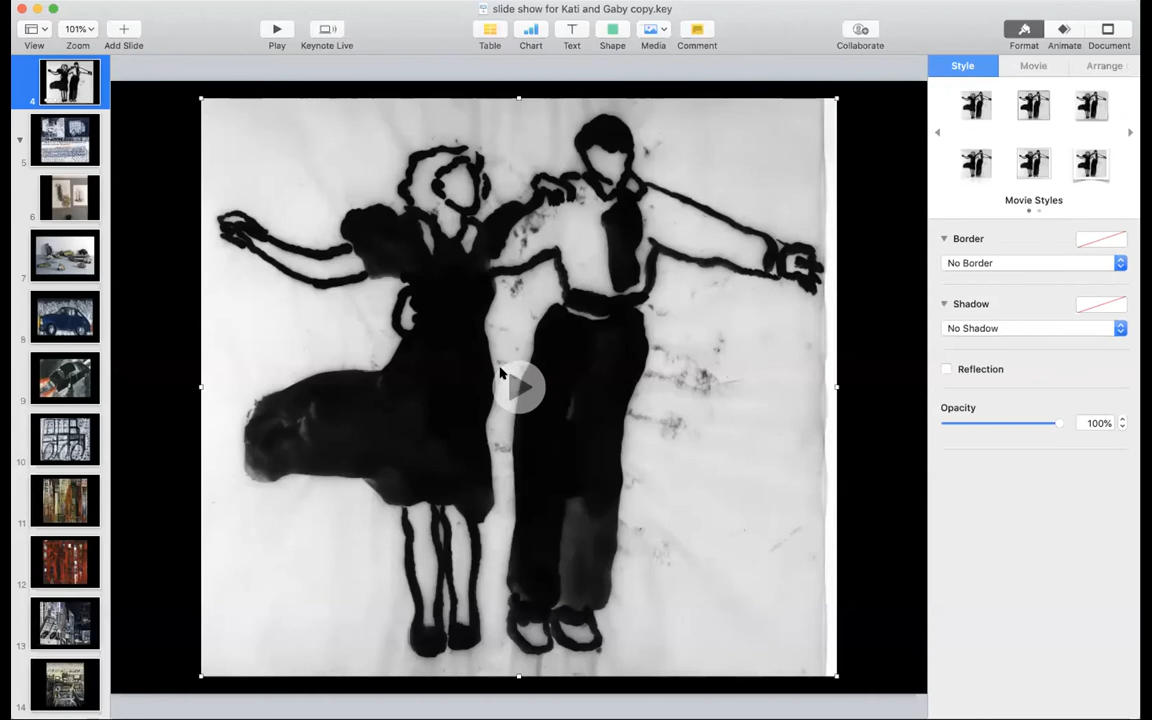 slide show for Kati and Gaby copy.key
101%
View
Zoom
Add Slide
Play
Keynote Live
Table
Chart
Text
Shape
Media
Comment
Collaborate
Format
Animate
Document
Style
Movie
Arrange
Movie Styles
Border
No Border
Shadow
No Shadow
Reflection
Opacity
100%
4
5
6
7
8
9
10
11
12
13
14